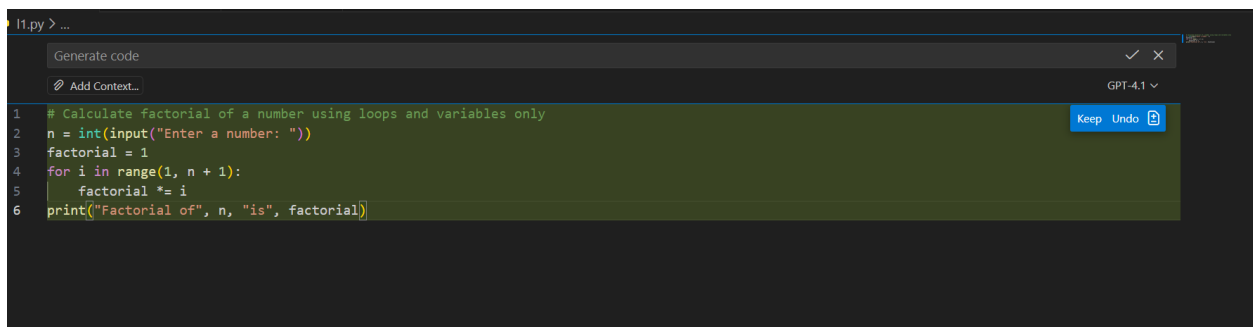 l1.py > ...
Generate code
Add Context...
GPT-4.1
Keep Undo
1 # Calculate factorial of a number using loops and variables only
2 n = int(input("Enter a number: "))
3 factorial = 1
4 for i in range(1, n + 1):
5     factorial *= i
6 print("Factorial of", n, "is", factorial)